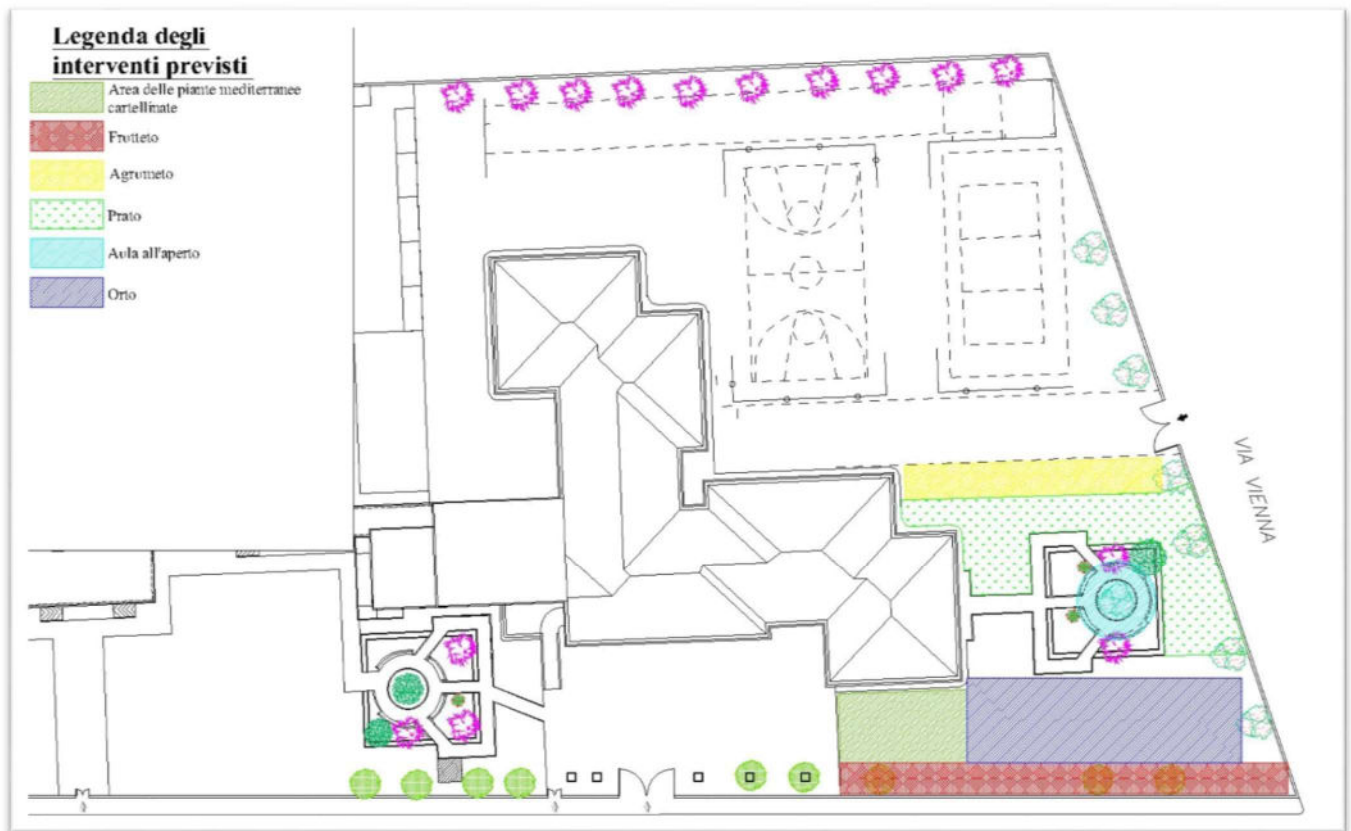 Legenda degli
interventi previsti
Area delle piante mediterranee
cartellinate
Frutteto
Agrumeto
Prato
Aula all'aperto
Orto
VIA VIENNA